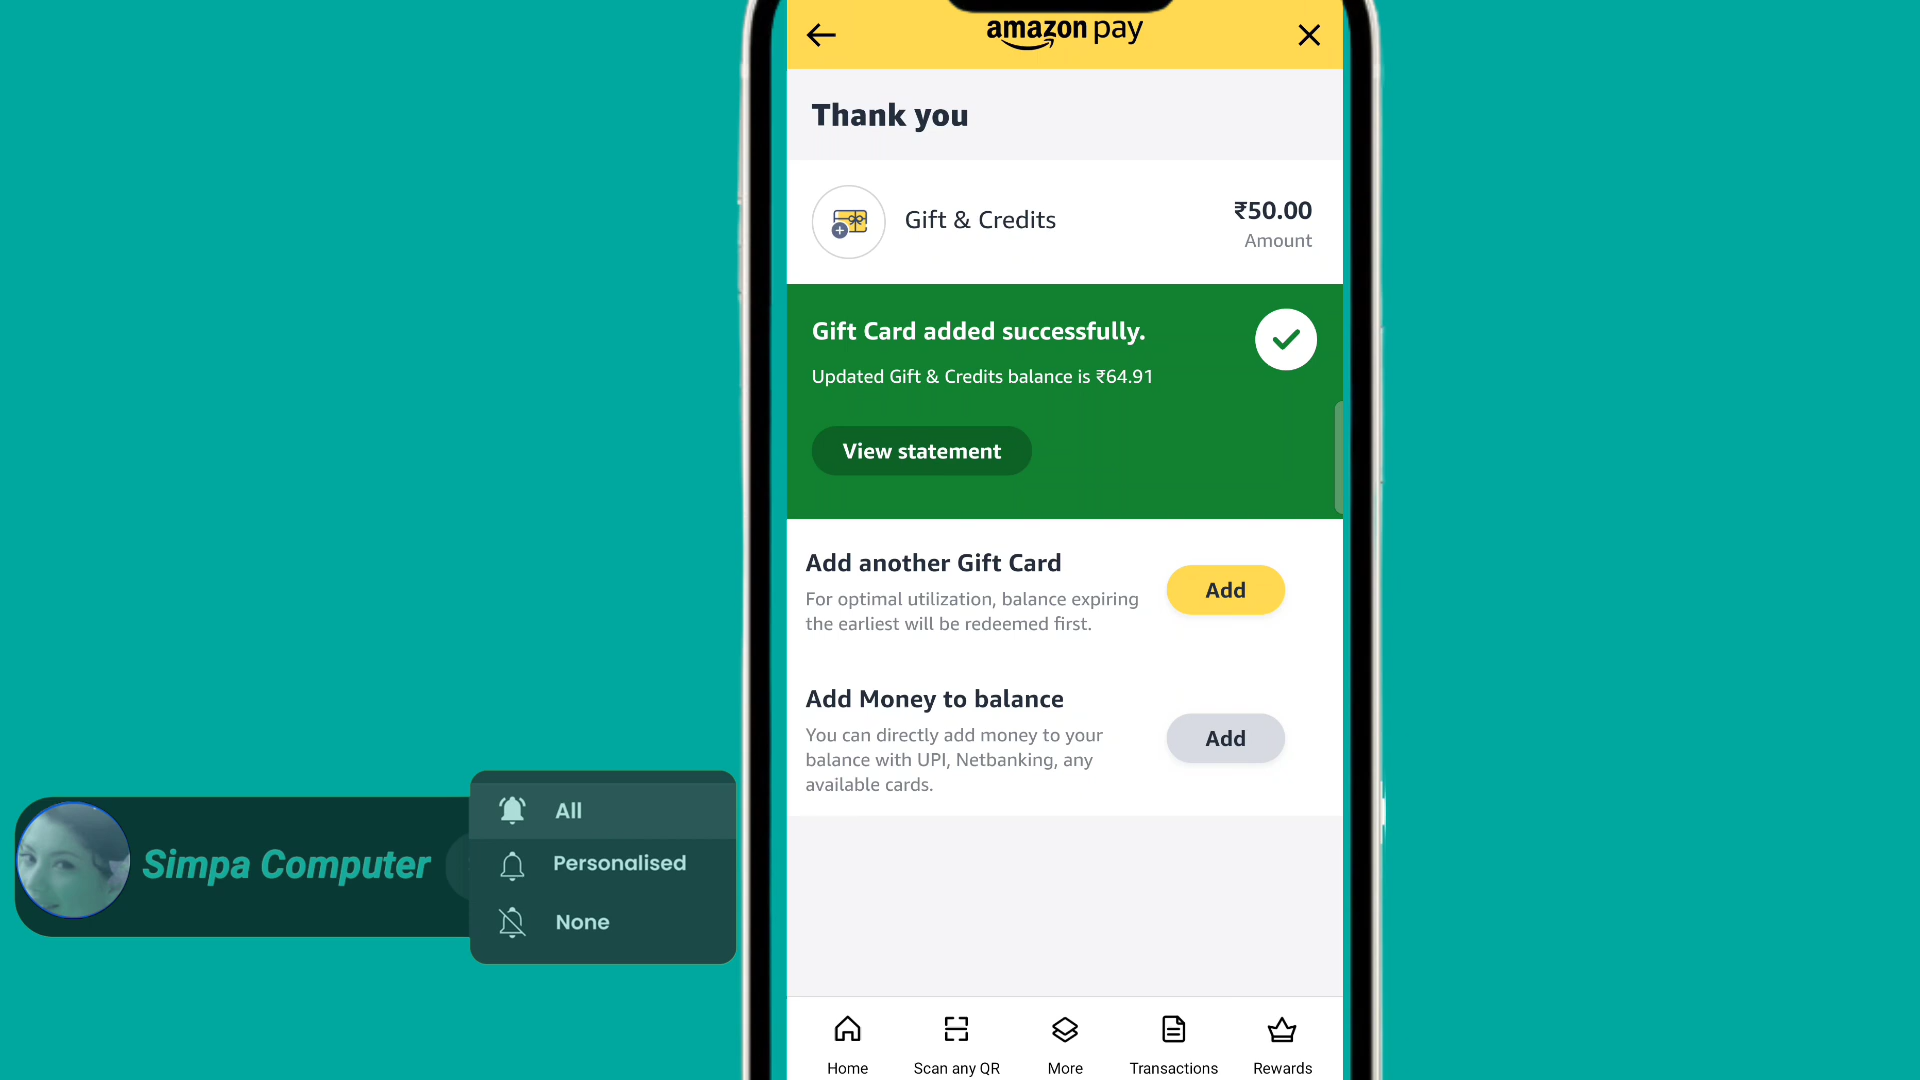 amazon pay
Thank you
Gift & Credits
₹50.00
Amount
Gift Card added successfully.
Updated Gift & Credits balance is ₹64.91
View statement
Add another Gift Card
For optimal utilization, balance expiring
the earliest will be redeemed first.
Add
Add Money to balance
You can directly add money to your
balance with UPI, Netbanking, any
available cards.
Add
Simpa Computer
All
Personalised
None
Home
Scan any QR
More
Transactions
Rewards